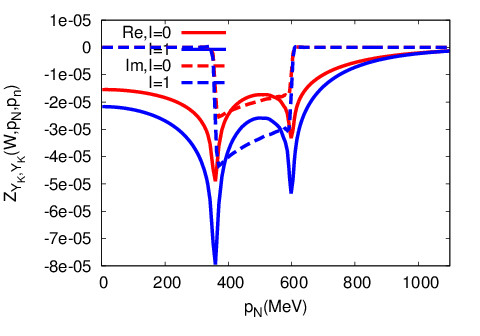 1e-05
0
-1e-05
-2e-05
-3e-05
-4e-05
-5e-05
-6e-05
-7e-05
-8e-05
Z_{Y_K,Y_K}(W,p_N,p_n)
Re,I=0
I=1
Im,I=0
I=1
0 200 400 600 800 1000
p_N(MeV)